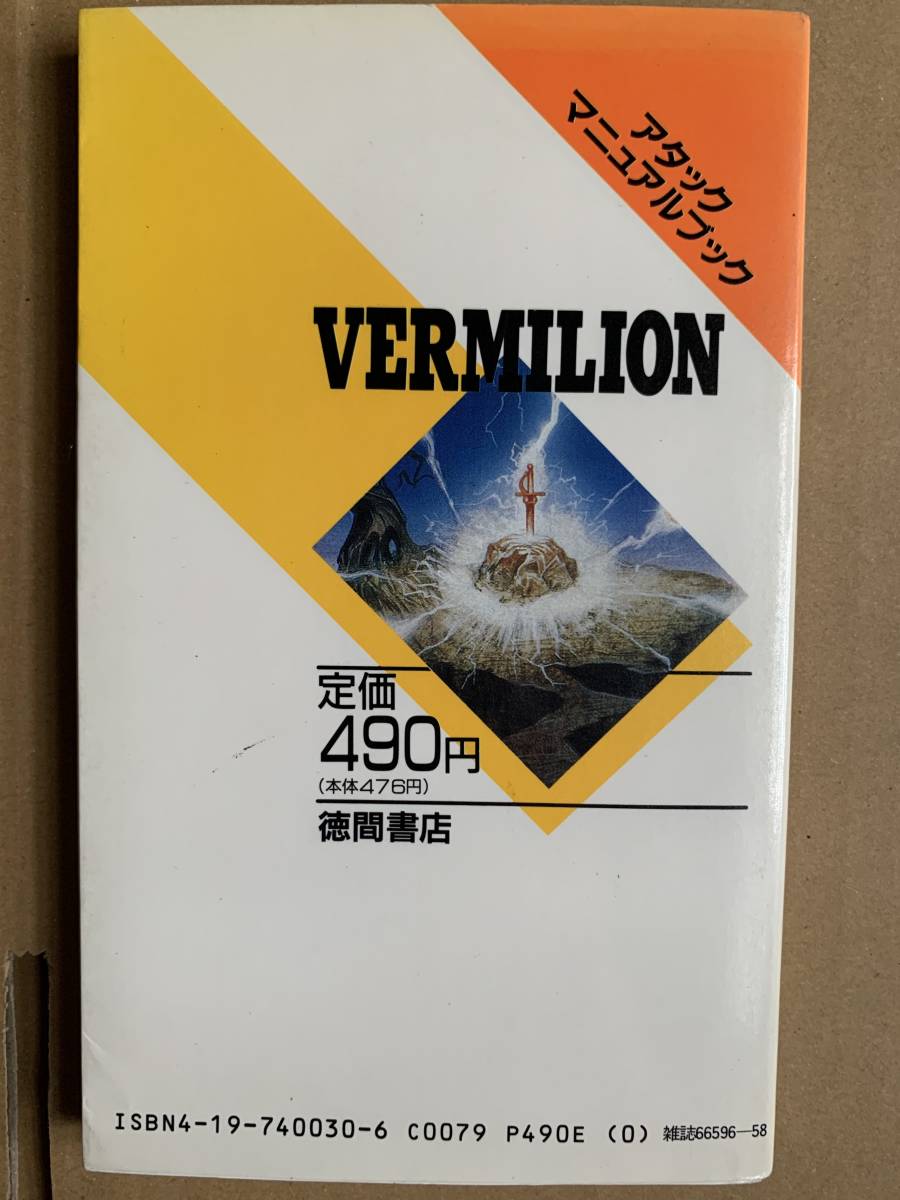 アタック
マニュアルブック
VERMILION
定価
490円
(本体476円)
徳間書店
ISBN4-19-740030-6 C0079 P490E (0) 雑誌66596-58